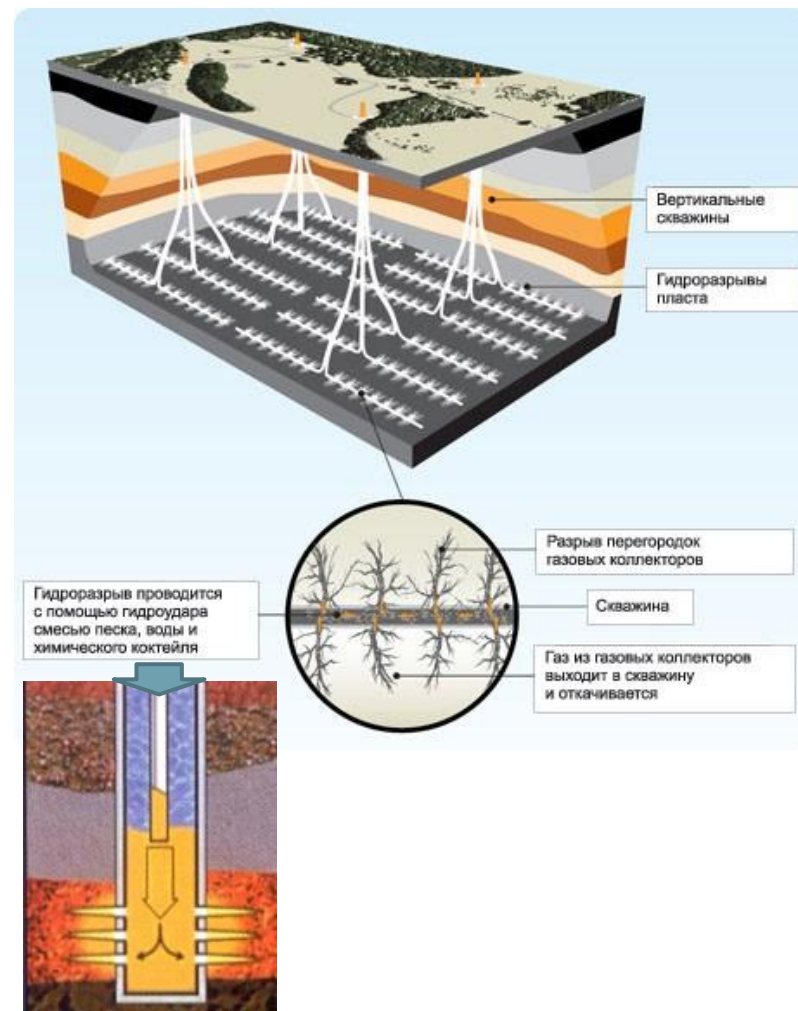 Вертикальные
скважины
Гидроразрывы
пласта
Разрыв перегородок
газовых коллекторов
Гидроразрыв проводится
с помощью гидроудара
смесью песка, воды и
химического коктейля
Скважина
Газ из газовых коллекторов
выходит в скважину
и откачивается